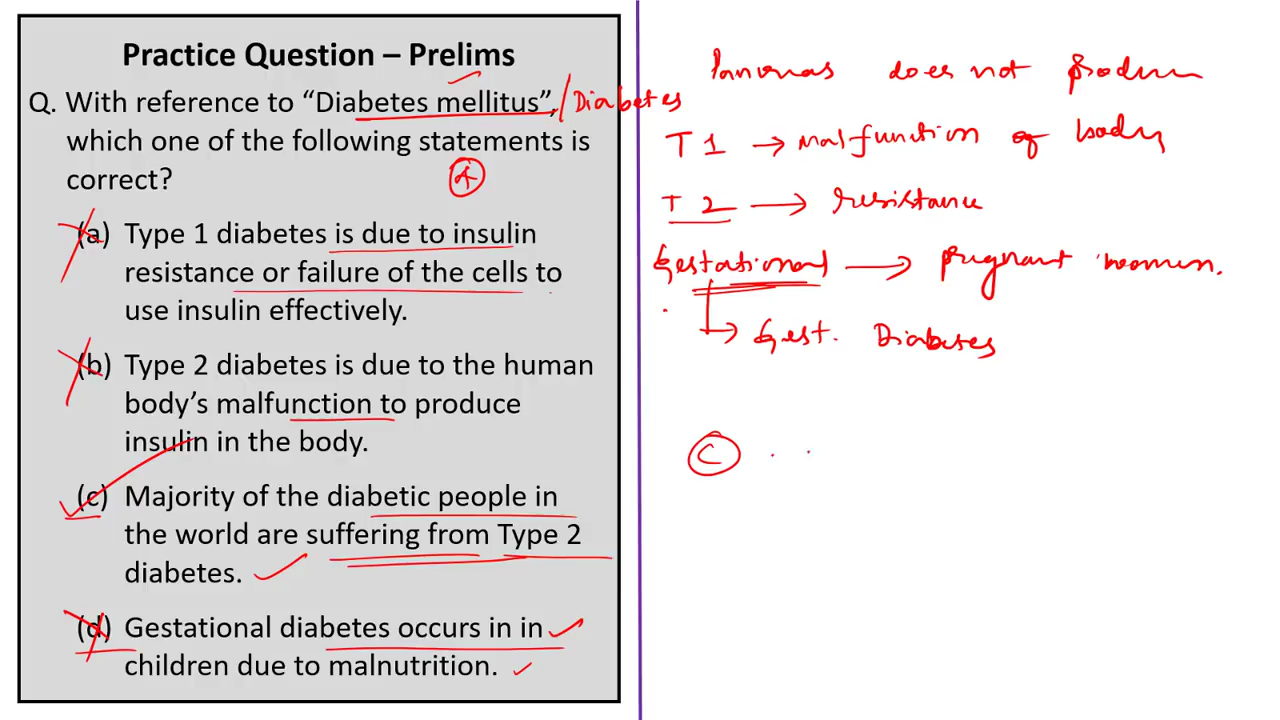 Practice Question – Prelims
Q. With reference to “Diabetes mellitus”, /Diabetes
which one of the following statements is
correct?
(a) Type 1 diabetes is due to insulin
resistance or failure of the cells to
use insulin effectively.
(b) Type 2 diabetes is due to the human
body’s malfunction to produce
insulin in the body.
(c) Majority of the diabetic people in
the world are suffering from Type 2
diabetes.
(d) Gestational diabetes occurs in in
children due to malnutrition.
Pancreas does not produce
T 1 → malfunction of body
T 2 → resistance
Gestational → pregnant women.
→ Gest. Diabetes
C